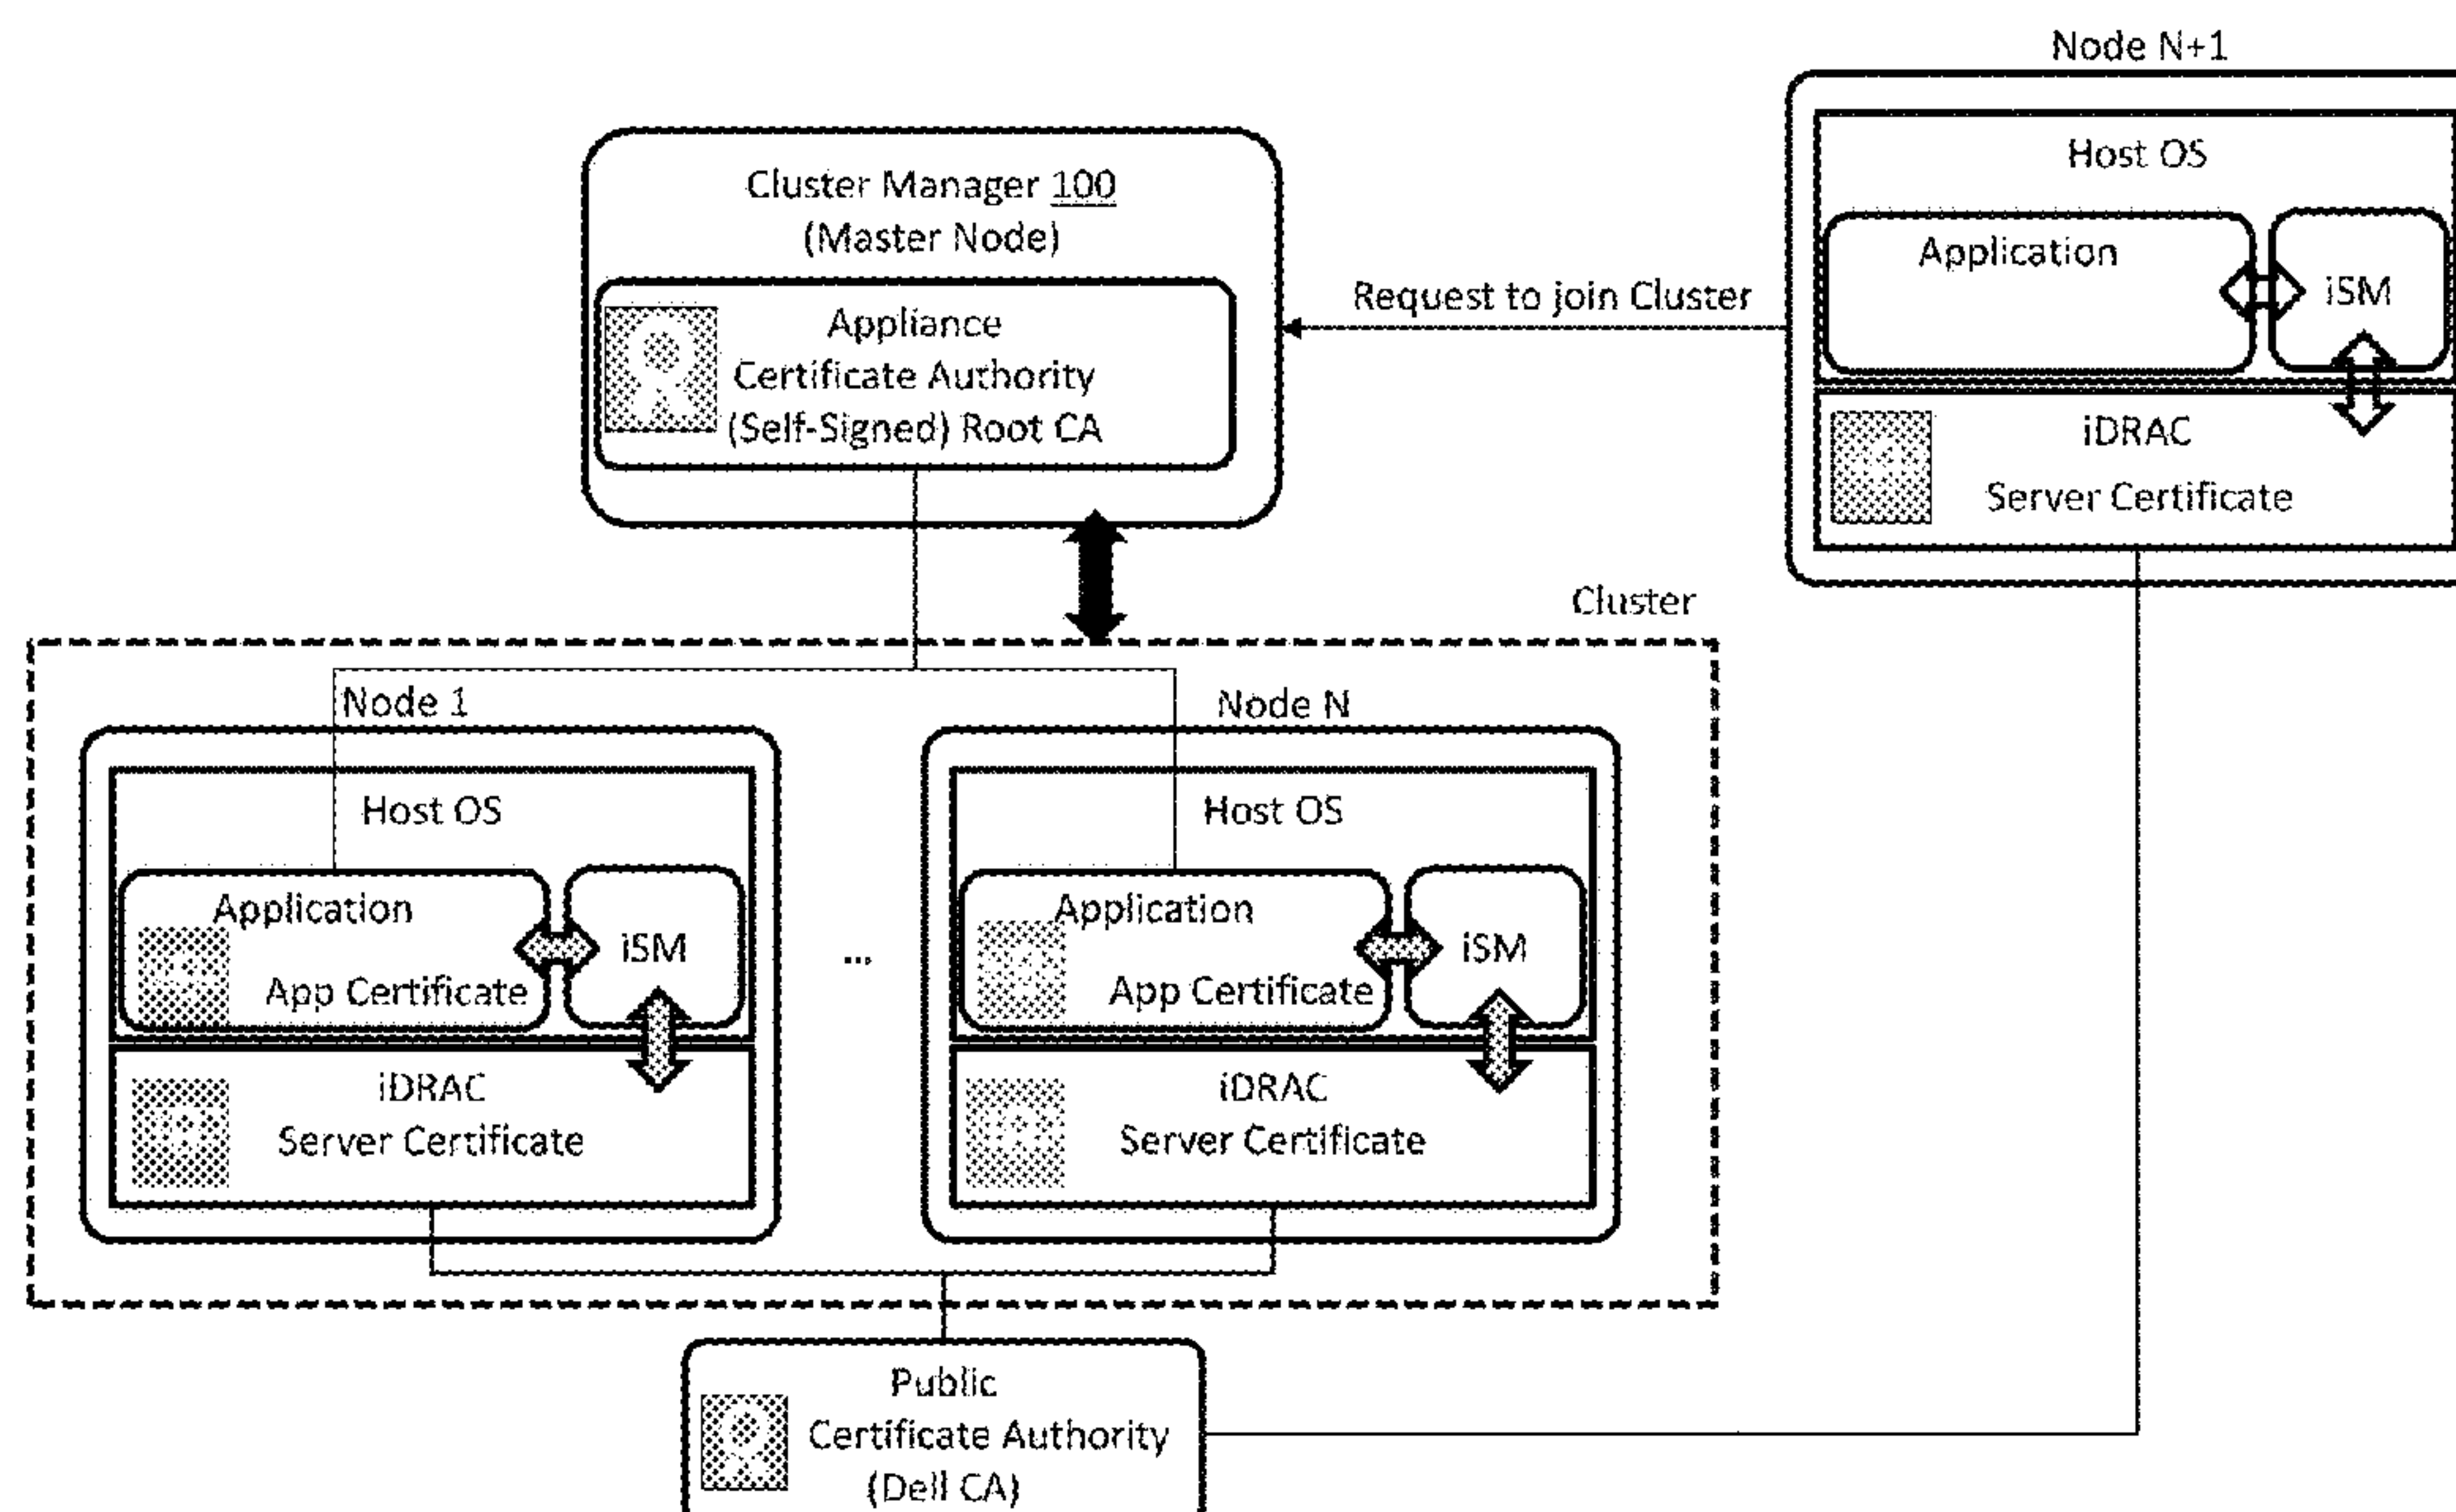 Node N+1
Host OS
Application
iSM
iDRAC
Server Certificate
Cluster Manager 100
(Master Node)
Appliance
Certificate Authority
(Self-Signed) Root CA
Request to join Cluster
Cluster
Node 1
Host OS
Application
App Certificate
iSM
iDRAC
Server Certificate
...
Node N
Host OS
Application
App Certificate
iSM
iDRAC
Server Certificate
Public
Certificate Authority
(Dell CA)